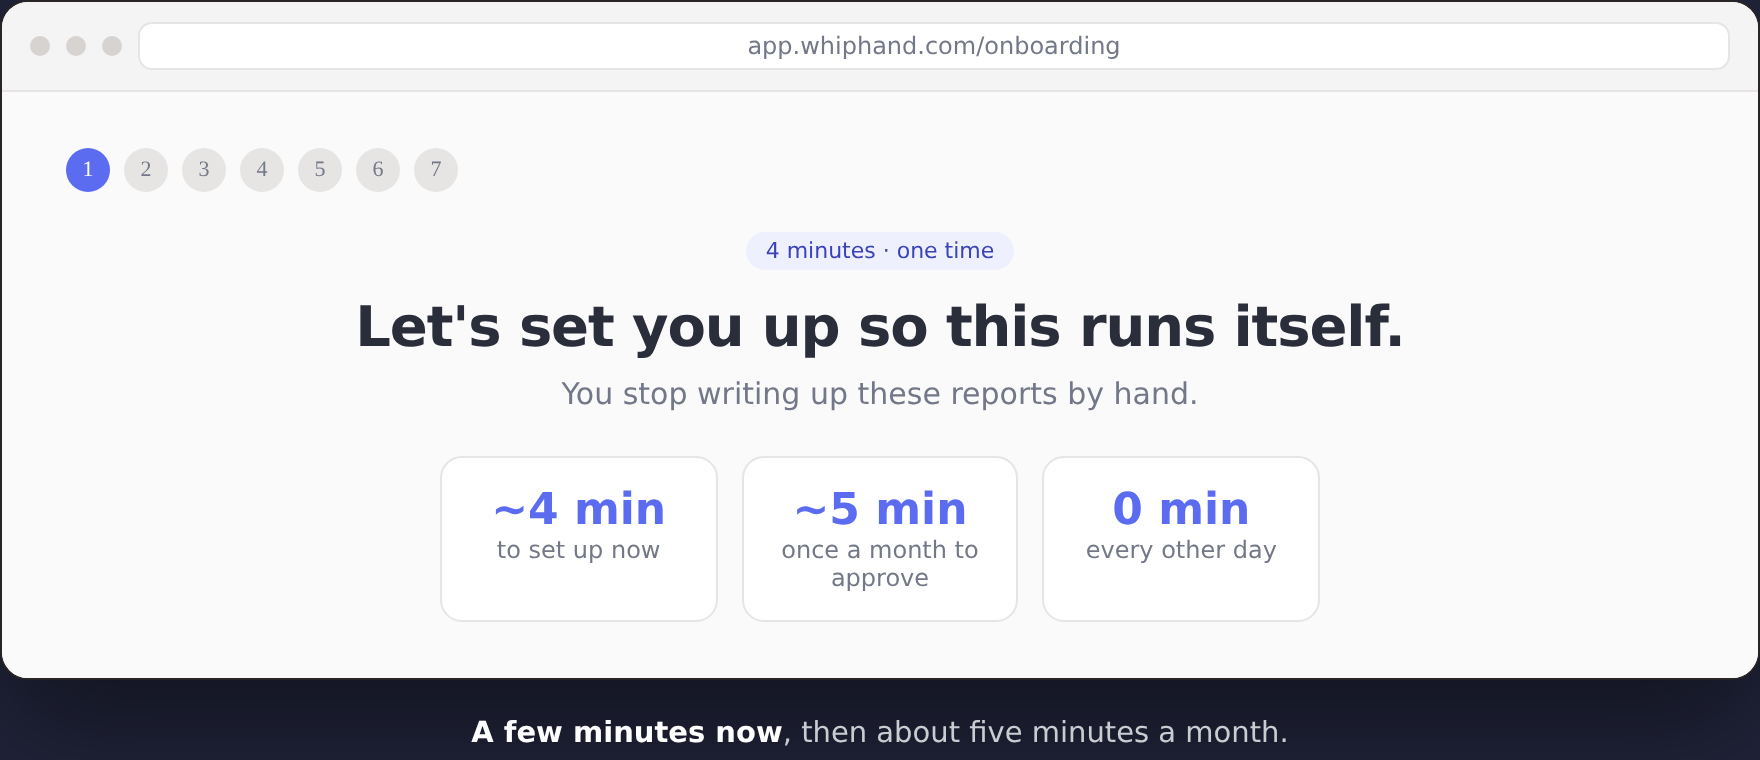 app.whiphand.com/onboarding
1 2 3 4 5 6 7
4 minutes · one time
Let's set you up so this runs itself.
You stop writing up these reports by hand.
~4 min
to set up now
~5 min
once a month to
approve
0 min
every other day
A few minutes now, then about five minutes a month.